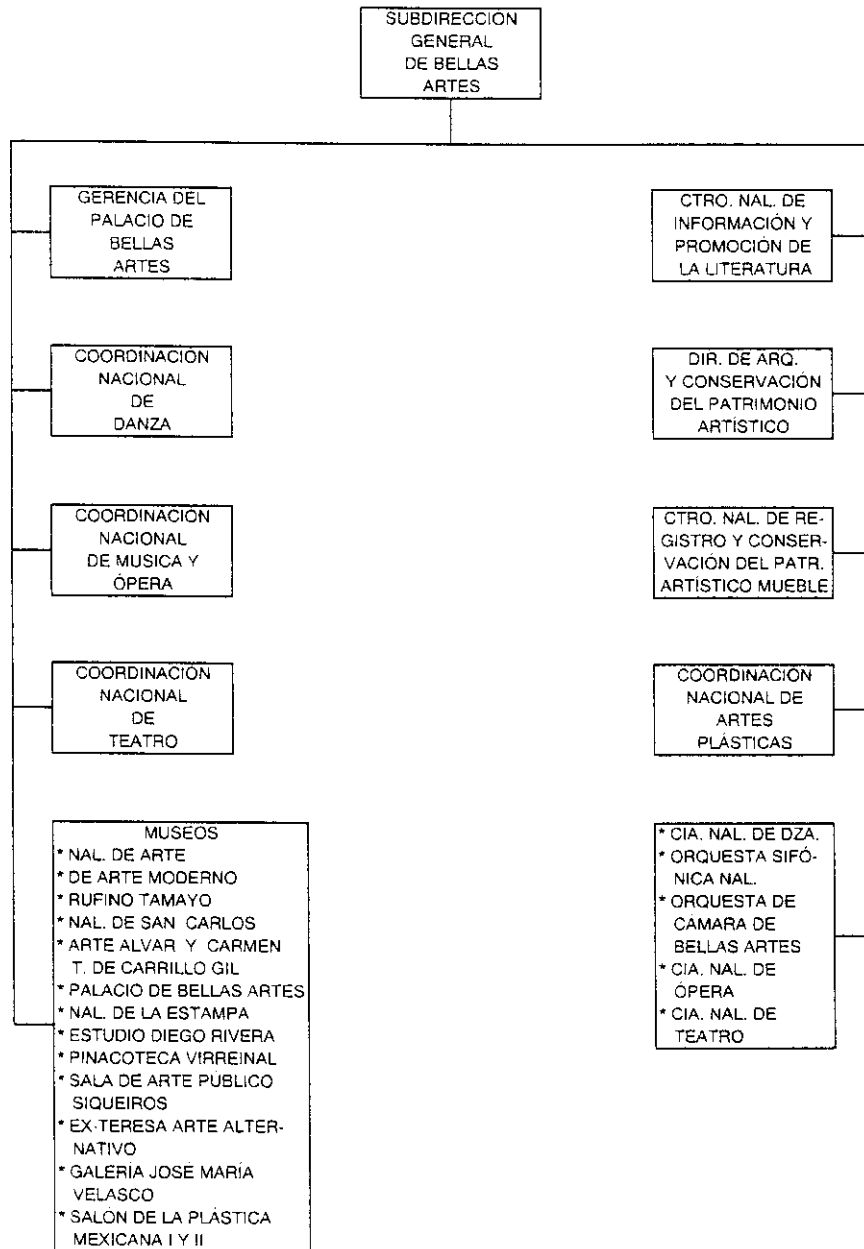 SUBDIRECCION
GENERAL
DE BELLAS
ARTES
GERENCIA DEL
PALACIO DE
BELLAS
ARTES
CTRO. NAL. DE
INFORMACIÓN Y
PROMOCIÓN DE
LA LITERATURA
COORDINACION
NACIONAL
DE
DANZA
DIR. DE ARQ.
Y CONSERVACIÓN
DEL PATRIMONIO
ARTÍSTICO
COORDINACION
NACIONAL
DE MUSICA Y
ÓPERA
CTRO. NAL. DE RE-
GISTRO Y CONSER-
VACIÓN DEL PATR.
ARTÍSTICO MUEBLE
COORDINACION
NACIONAL
DE
TEATRO
COORDINACION
NACIONAL DE
ARTES
PLÁSTICAS
MUSEOS
* NAL. DE ARTE
* DE ARTE MODERNO
* RUFINO TAMAYO
* NAL. DE SAN CARLOS
* ARTE ALVAR Y CARMEN
T. DE CARRILLO GIL
* PALACIO DE BELLAS ARTES
* NAL. DE LA ESTAMPA
* ESTUDIO DIEGO RIVERA
* PINACOTECA VIRREINAL
* SALA DE ARTE PÚBLICO
SIQUEIROS
* EX-TERESA ARTE ALTER-
NATIVO
* GALERÍA JOSÉ MARÍA
VELASCO
* SALÓN DE LA PLÁSTICA
MEXICANA I Y II
* CIA. NAL. DE DZA.
* ORQUESTA SIFÓ-
NICA NAL.
* ORQUESTA DE
CÁMARA DE
BELLAS ARTES
* CIA. NAL. DE
ÓPERA
* CIA. NAL. DE
TEATRO